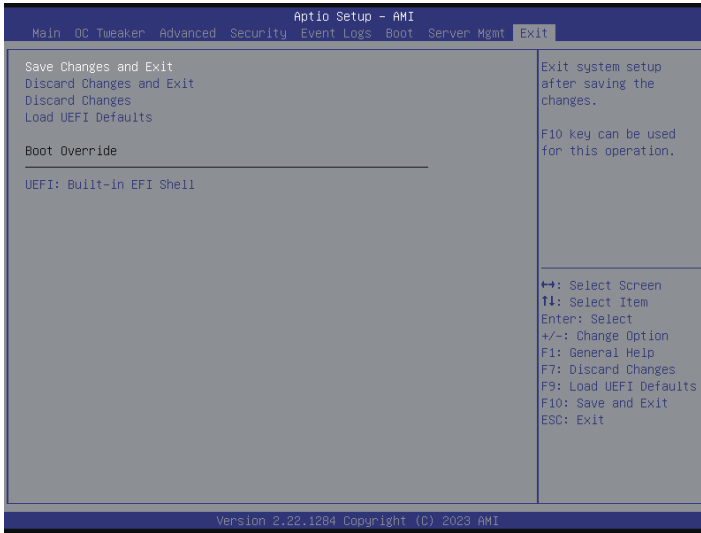 Aptio Setup - AMI
Main OC Tweaker Advanced Security Event Logs Boot Server Mgmt Exit
Save Changes and Exit
Discard Changes and Exit
Discard Changes
Load UEFI Defaults
Boot Override
UEFI: Built-in EFI Shell
Exit system setup
after saving the
changes.
F10 key can be used
for this operation.
↔: Select Screen
↑↓: Select Item
Enter: Select
+/-: Change Option
F1: General Help
F7: Discard Changes
F9: Load UEFI Defaults
F10: Save and Exit
ESC: Exit
Version 2.22.1284 Copyright (C) 2023 AMI